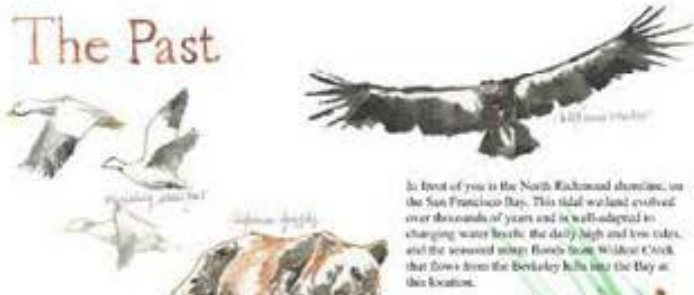 The Past
In front of you is the North Richmond shoreline, on
the San Francisco Bay. This tidal wetland evolved
over thousands of years and is well-adapted to
changing water levels: the daily high and low tides,
and the seasonal floods from Wildcat Creek
that flows from the Berkeley hills into the Bay at
this location.